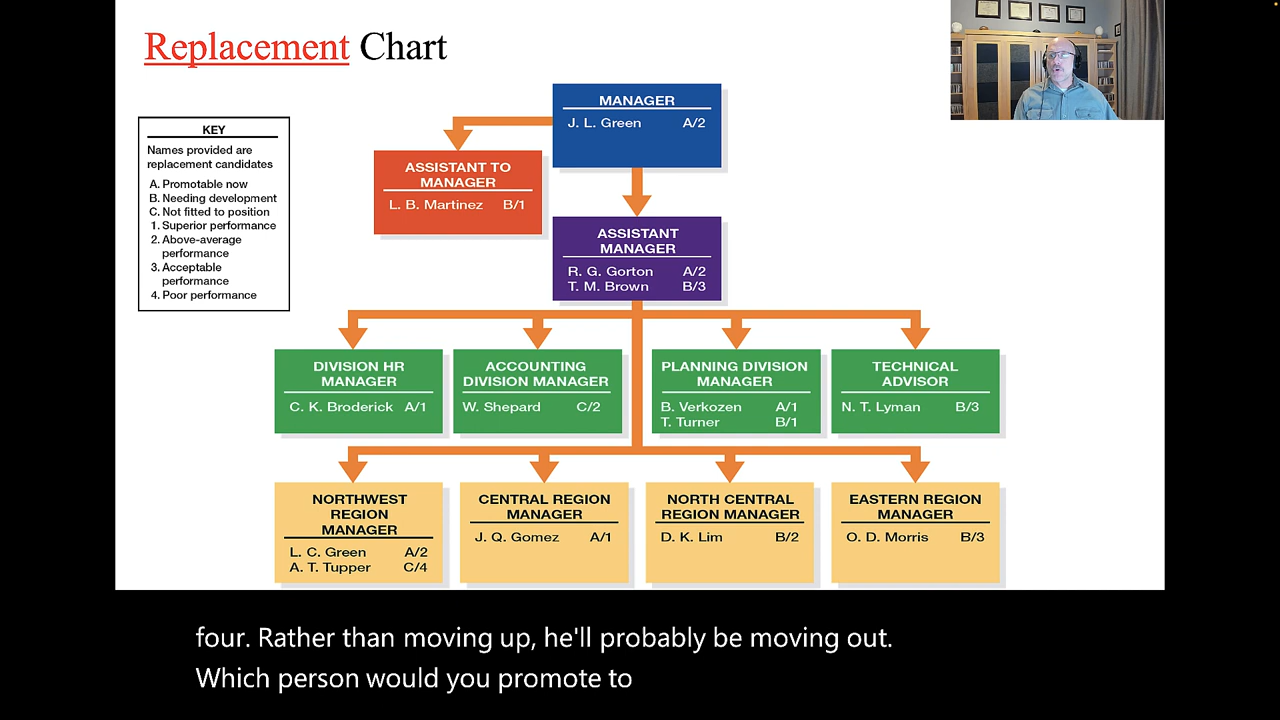 Replacement Chart
KEY
Names provided are
replacement candidates
A. Promotable now
B. Needing development
C. Not fitted to position
1. Superior performance
2. Above-average
performance
3. Acceptable
performance
4. Poor performance
MANAGER
J. L. Green A/2
ASSISTANT TO
MANAGER
L. B. Martinez B/1
ASSISTANT
MANAGER
R. G. Gorton A/2
T. M. Brown B/3
DIVISION HR
MANAGER
C. K. Broderick A/1
ACCOUNTING
DIVISION MANAGER
W. Shepard C/2
PLANNING DIVISION
MANAGER
B. Verkozen A/1
T. Turner B/1
TECHNICAL
ADVISOR
N. T. Lyman B/3
NORTHWEST
REGION
MANAGER
L. C. Green A/2
A. T. Tupper C/4
CENTRAL REGION
MANAGER
J. Q. Gomez A/1
NORTH CENTRAL
REGION MANAGER
D. K. Lim B/2
EASTERN REGION
MANAGER
O. D. Morris B/3
four. Rather than moving up, he'll probably be moving out.
Which person would you promote to